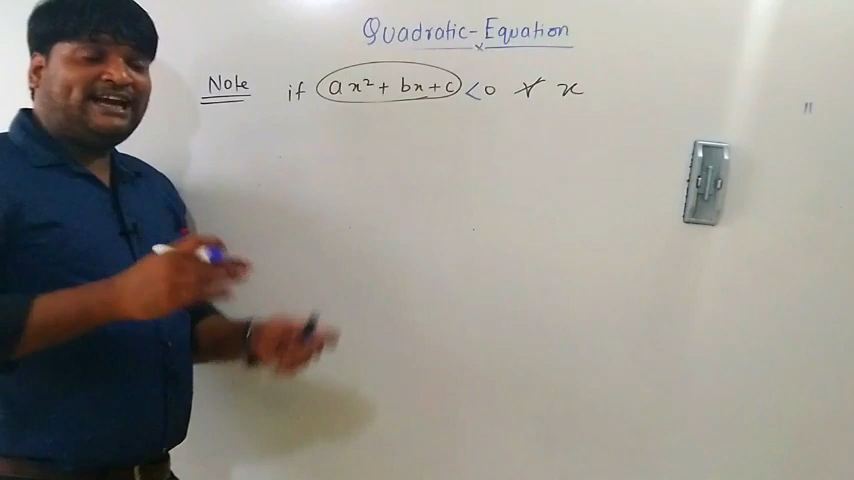 Quadratic-Equation
Note if ax² + bx + c < 0 ∀ x